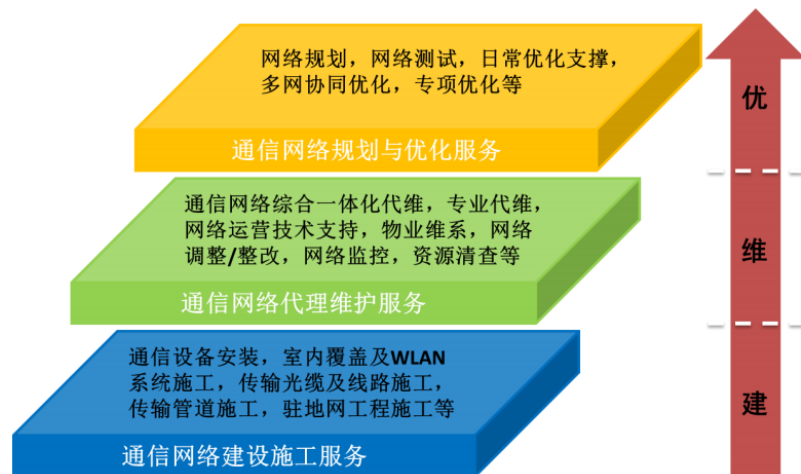 网络规划，网络测试，日常优化支撑，
多网协同优化，专项优化等
通信网络规划与优化服务
优
通信网络综合一体化代维，专业代维，
网络运营技术支持，物业维系，网络
调整/整改，网络监控，资源清查等
通信网络代理维护服务
维
通信设备安装，室内覆盖及WLAN
系统施工，传输光缆及线路施工，
传输管道施工，驻地网工程施工等
通信网络建设施工服务
建